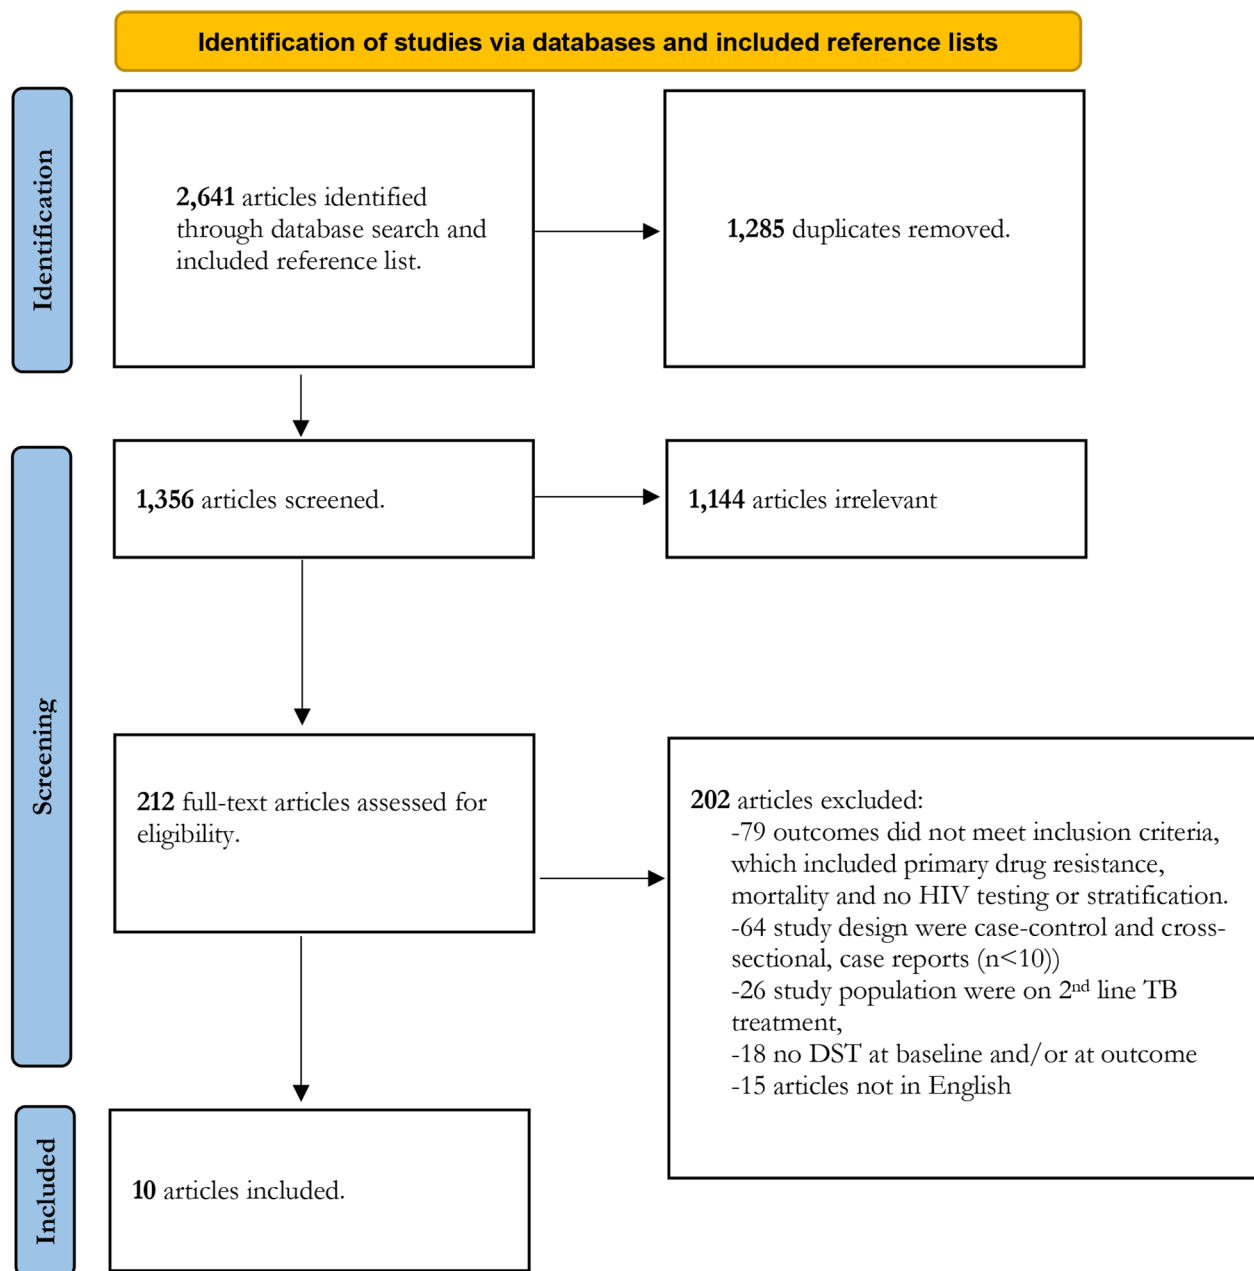 Identification of studies via databases and included reference lists
Identification
2,641 articles identified
through database search and
included reference list.
1,285 duplicates removed.
Screening
1,356 articles screened.
1,144 articles irrelevant
212 full-text articles assessed for
eligibility.
202 articles excluded:
-79 outcomes did not meet inclusion criteria,
which included primary drug resistance,
mortality and no HIV testing or stratification.
-64 study design were case-control and cross-
sectional, case reports (n<10))
-26 study population were on 2nd line TB
treatment,
-18 no DST at baseline and/or at outcome
-15 articles not in English
Included
10 articles included.